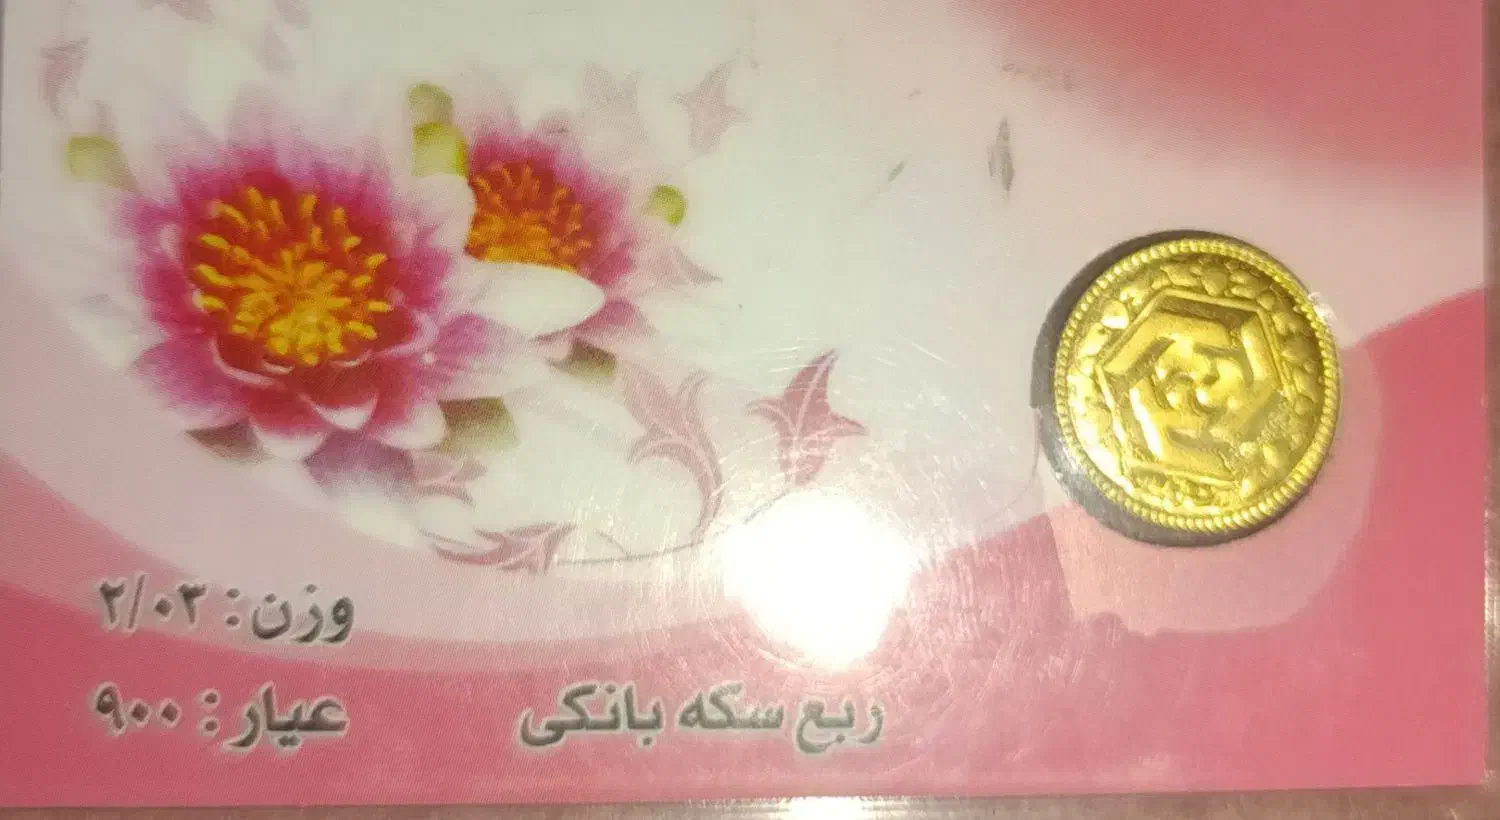 وزن: ۲/۰۳
عیار: ۹۰۰
ربع سکه بانکی